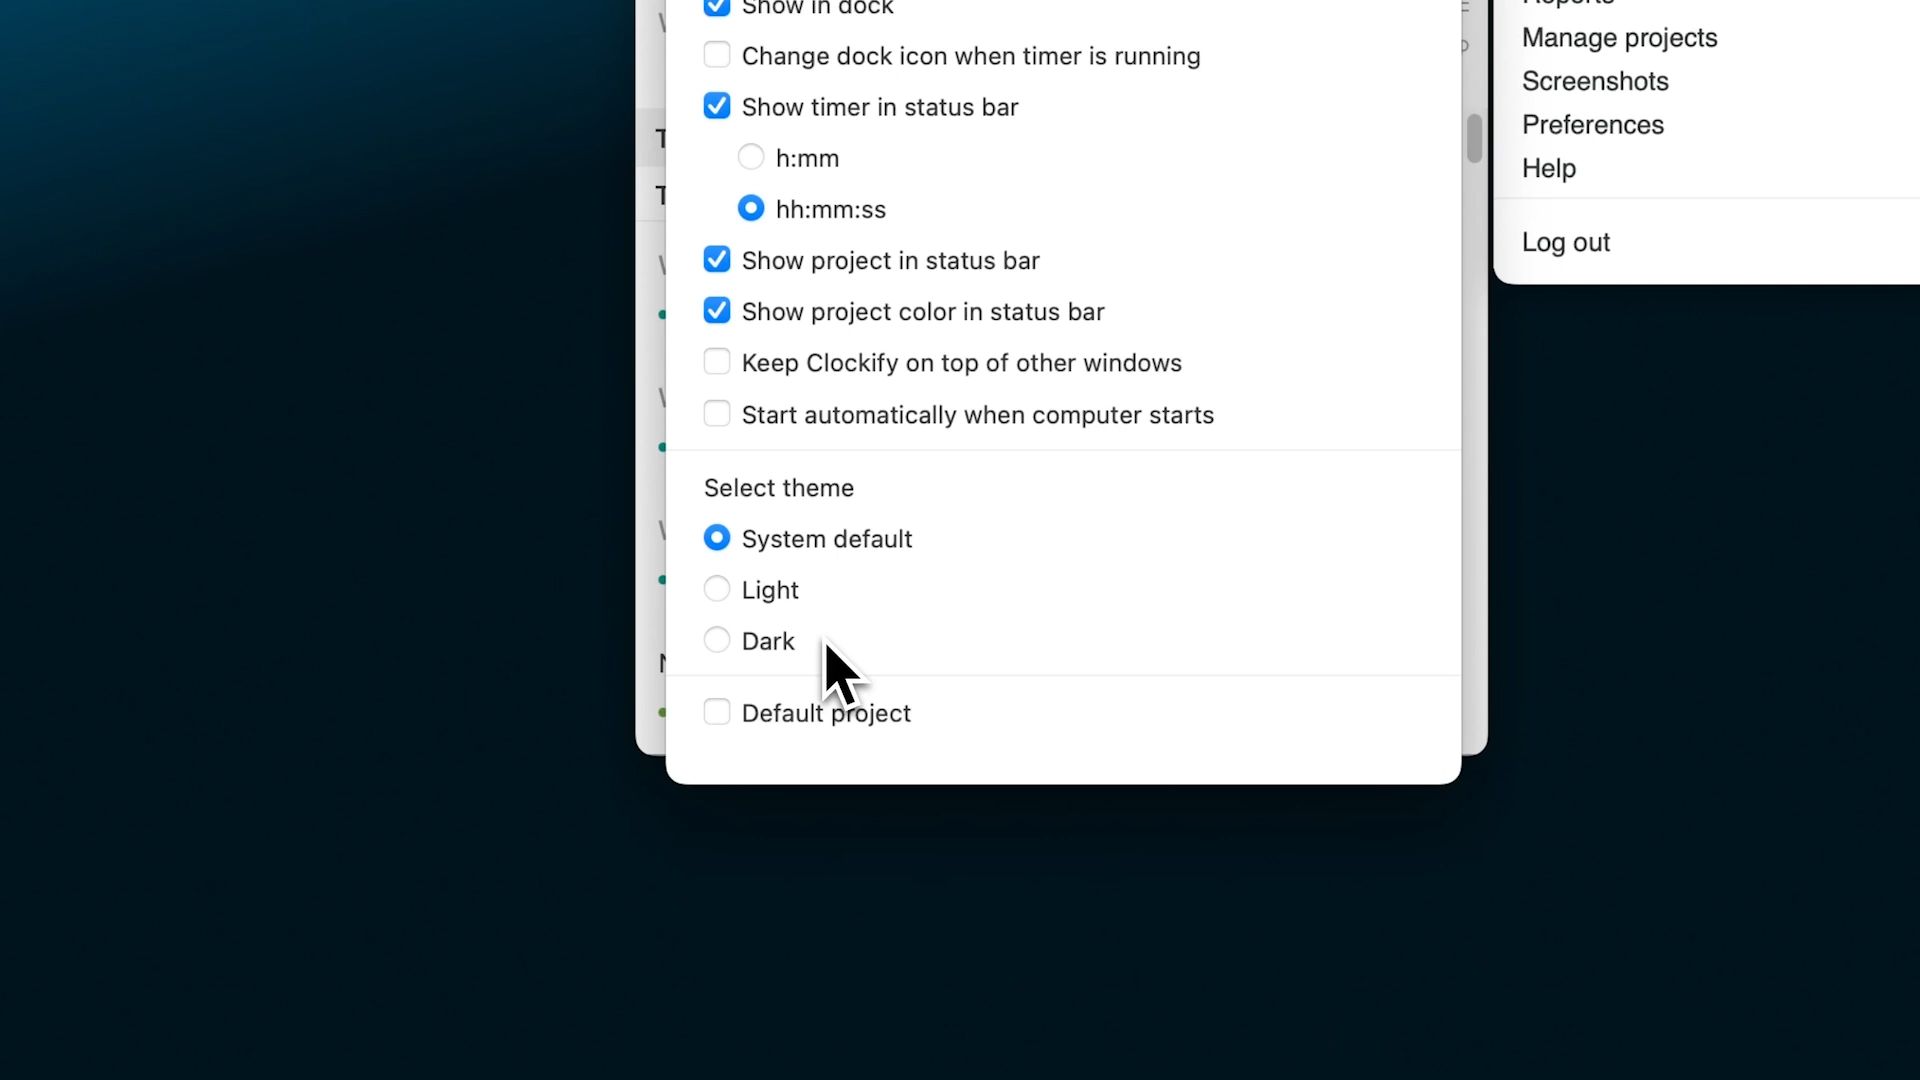 Show in dock
Change dock icon when timer is running
Show timer in status bar
h:mm
hh:mm:ss
Show project in status bar
Show project color in status bar
Keep Clockify on top of other windows
Start automatically when computer starts
Select theme
System default
Light
Dark
Default project
Reports
Manage projects
Screenshots
Preferences
Help
Log out